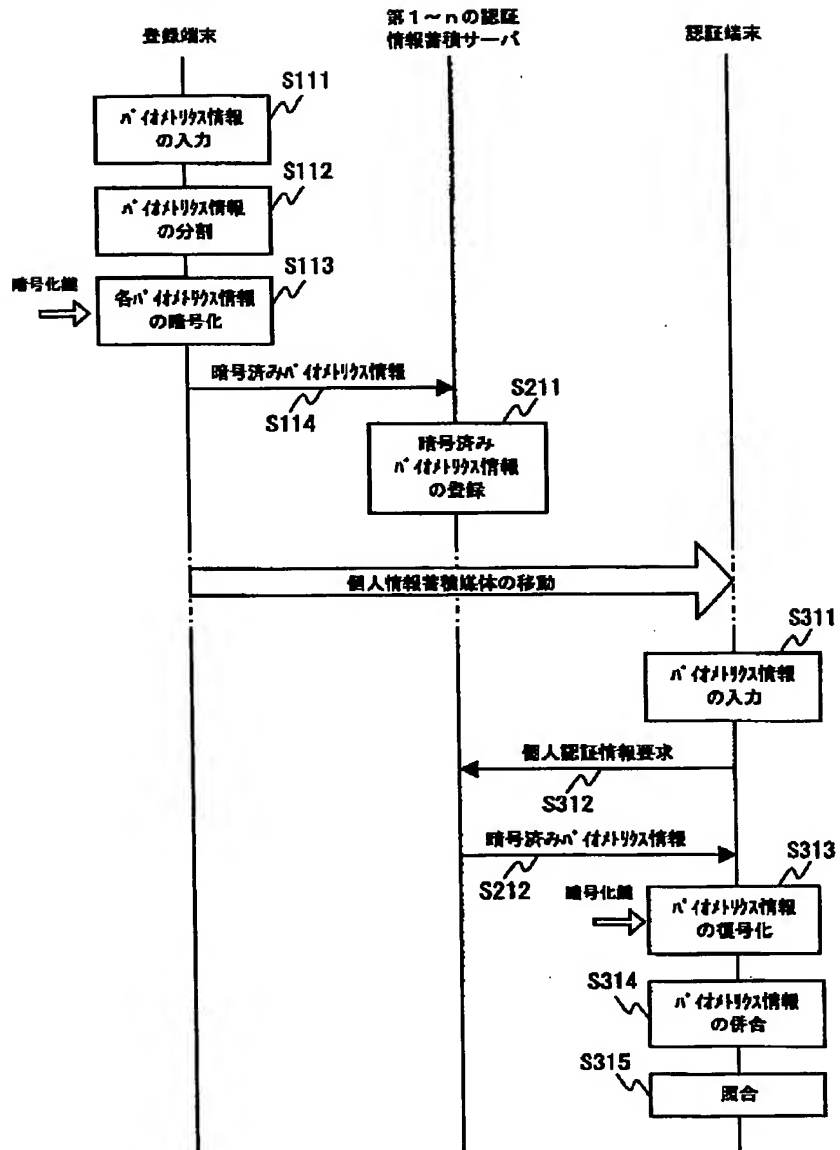 登録端末
第1～nの認証
情報蓄積サーバ
認証端末
S111
ﾊﾞｲｵﾒﾄﾘｸｽ情報
の入力
S112
ﾊﾞｲｵﾒﾄﾘｸｽ情報
の分割
S113
暗号化鍵
各ﾊﾞｲｵﾒﾄﾘｸｽ情報
の暗号化
暗号済みﾊﾞｲｵﾒﾄﾘｸｽ情報
S114
S211
暗号済み
ﾊﾞｲｵﾒﾄﾘｸｽ情報
の登録
個人情報蓄積媒体の移動
S311
ﾊﾞｲｵﾒﾄﾘｸｽ情報
の入力
個人認証情報要求
S312
暗号済みﾊﾞｲｵﾒﾄﾘｸｽ情報
S212
S313
暗号化鍵
ﾊﾞｲｵﾒﾄﾘｸｽ情報
の復号化
S314
ﾊﾞｲｵﾒﾄﾘｸｽ情報
の併合
S315
照合